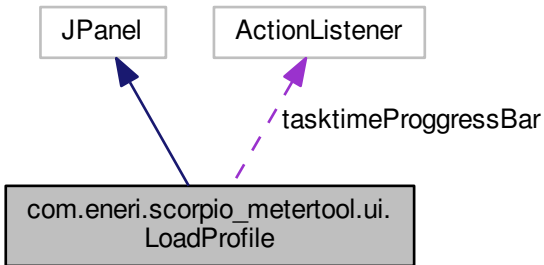 JPanel
ActionListener
tasktimeProggressBar
com.eneri.scorpio_metertool.ui.
LoadProfile